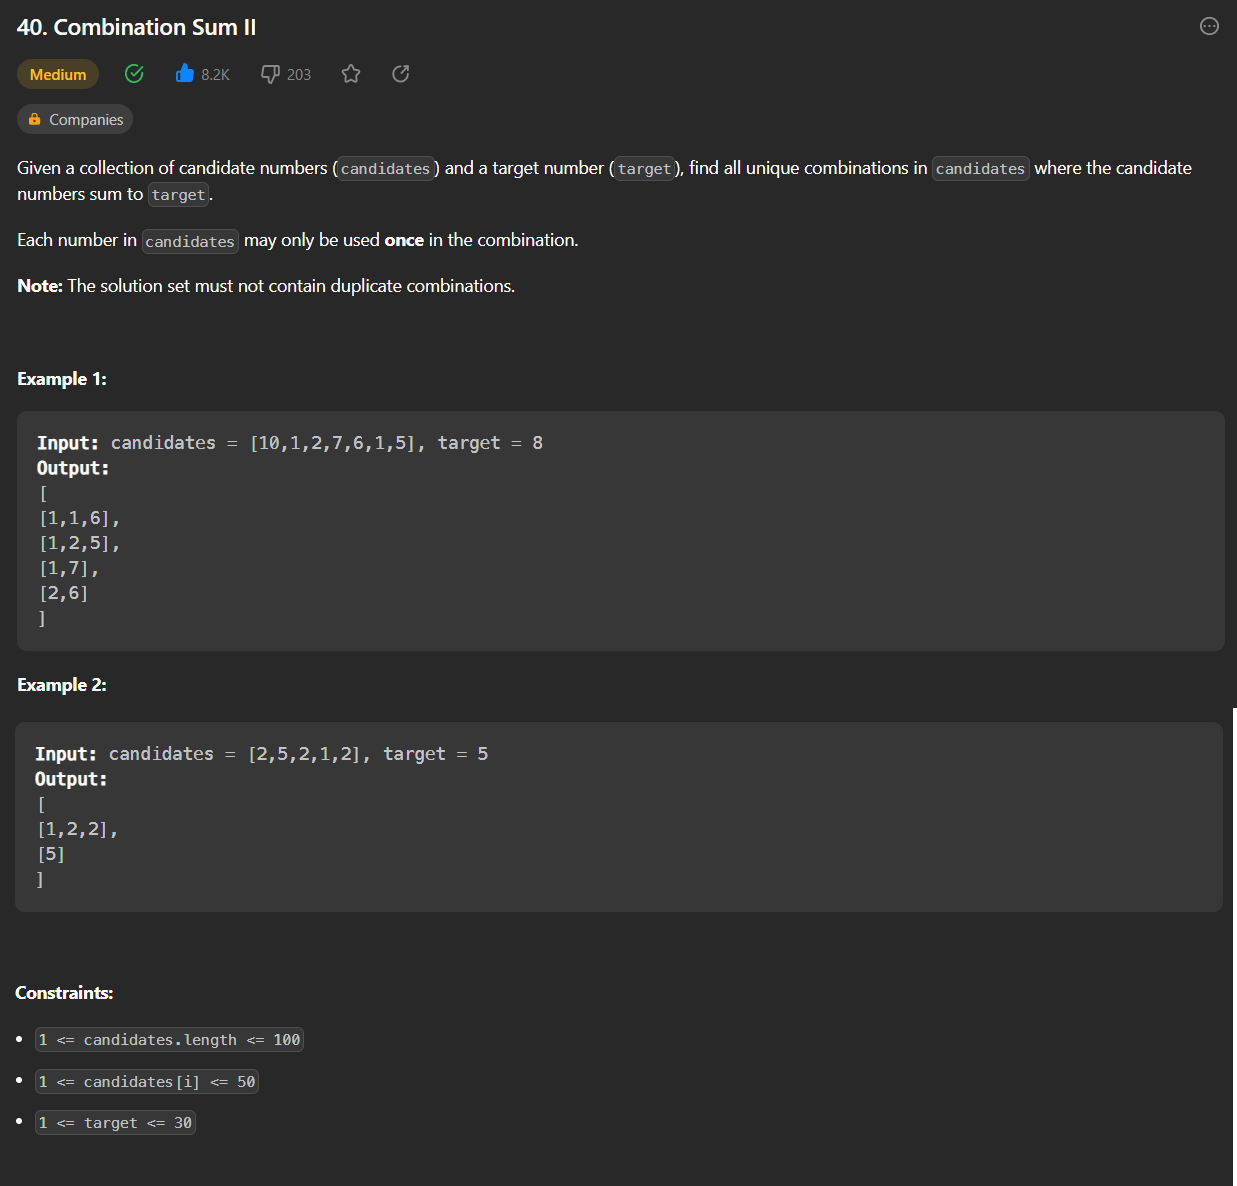 40. Combination Sum II
Medium 8.2K 203
Companies
Given a collection of candidate numbers (candidates) and a target number (target), find all unique combinations in candidates where the candidate
numbers sum to target.
Each number in candidates may only be used once in the combination.
Note: The solution set must not contain duplicate combinations.
Example 1:
Input: candidates = [10,1,2,7,6,1,5], target = 8
Output:
[
[1,1,6],
[1,2,5],
[1,7],
[2,6]
]
Example 2:
Input: candidates = [2,5,2,1,2], target = 5
Output:
[
[1,2,2],
[5]
]
Constraints:
• 1 <= candidates.length <= 100
• 1 <= candidates[i] <= 50
• 1 <= target <= 30